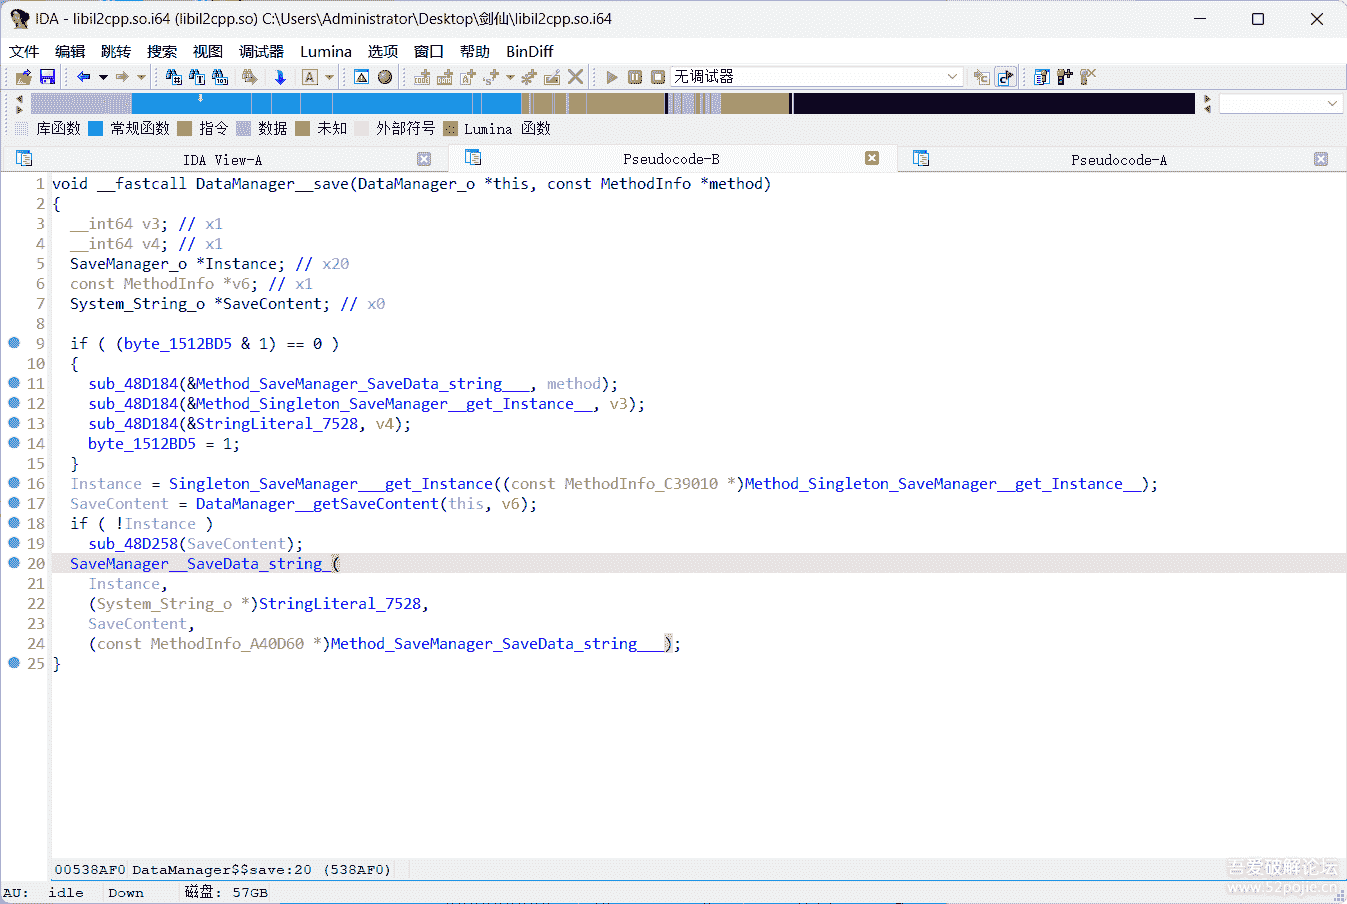 IDA - libil2cpp.so.i64 (libil2cpp.so) C:\Users\Administrator\Desktop\剑仙\libil2cpp.so.i64
文件 编辑 跳转 搜索 视图 调试器 Lumina 选项 窗口 帮助 BinDiff
无调试器
库函数 常规函数 指令 数据 未知 外部符号 Lumina 函数
IDA View-A Pseudocode-B Pseudocode-A
1 void __fastcall DataManager__save(DataManager_o *this, const MethodInfo *method)
2 {
3 __int64 v3; // x1
4 __int64 v4; // x1
5 SaveManager_o *Instance; // x20
6 const MethodInfo *v6; // x1
7 System_String_o *SaveContent; // x0
8
9 if ( (byte_1512BD5 & 1) == 0 )
10 {
11 sub_48D184(&Method_SaveManager_SaveData_string___, method);
12 sub_48D184(&Method_Singleton_SaveManager__get_Instance__, v3);
13 sub_48D184(&StringLiteral_7528, v4);
14 byte_1512BD5 = 1;
15 }
16 Instance = Singleton_SaveManager___get_Instance((const MethodInfo_C39010 *)Method_Singleton_SaveManager__get_Instance__);
17 SaveContent = DataManager__getSaveContent(this, v6);
18 if ( !Instance )
19 sub_48D258(SaveContent);
20 SaveManager__SaveData_string_(
21 Instance,
22 (System_String_o *)StringLiteral_7528,
23 SaveContent,
24 (const MethodInfo_A40D60 *)Method_SaveManager_SaveData_string___);
25 }
00538AF0 DataManager$$save:20 (538AF0)
吾爱破解论坛
www.52pojie.cn
AU: idle Down 磁盘: 57GB